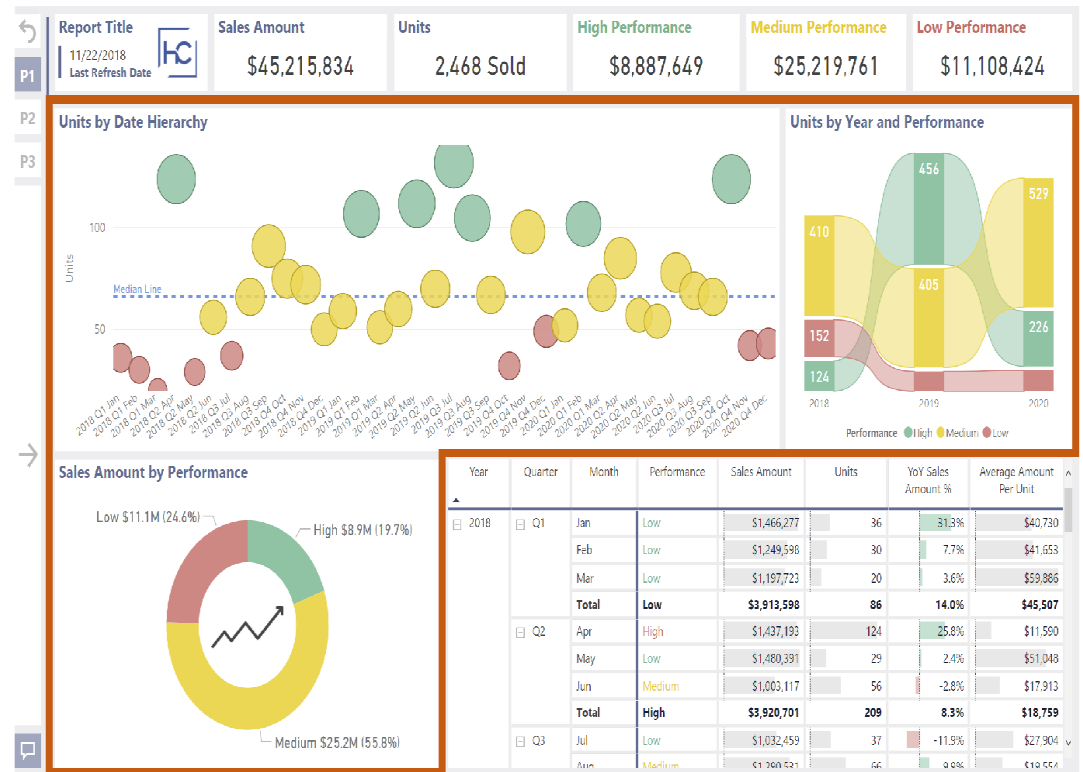 Report Title
11/22/2018
Last Refresh Date
HC
Sales Amount
$45,215,834
Units
2,468 Sold
High Performance
$8,887,649
Medium Performance
$25,219,761
Low Performance
$11,108,424
P1
P2
P3
Units by Date Hierarchy
Units
100
50
Median Line
2018 Q1 Jan
2018 Q1 Feb
2018 Q1 Mar
2018 Q2 Apr
2018 Q2 May
2018 Q2 Jun
2018 Q3 Jul
2018 Q3 Aug
2018 Q3 Sep
2018 Q4 Oct
2018 Q4 Nov
2018 Q4 Dec
2019 Q1 Jan
2019 Q1 Feb
2019 Q1 Mar
2019 Q2 Apr
2019 Q2 May
2019 Q2 Jun
2019 Q3 Jul
2019 Q3 Aug
2019 Q3 Sep
2019 Q4 Oct
2019 Q4 Nov
2019 Q4 Dec
2020 Q1 Jan
2020 Q1 Feb
2020 Q1 Mar
2020 Q2 Apr
2020 Q2 May
2020 Q2 Jun
2020 Q3 Jul
2020 Q3 Aug
2020 Q3 Sep
2020 Q4 Oct
2020 Q4 Nov
2020 Q4 Dec
Units by Year and Performance
410
152
124
456
405
529
226
2018 2019 2020
Performance High Medium Low
Sales Amount by Performance
Low $11.1M (24.6%)
High $8.9M (19.7%)
Medium $25.2M (55.8%)
Year Quarter Month Performance Sales Amount Units YoY Sales Amount % Average Amount Per Unit
2018 Q1 Jan Low $1,466,277 36 31.3% $40,730
Feb Low $1,249,598 30 7.7% $41,653
Mar Low $1,197,723 20 3.6% $59,886
Total Low $3,913,598 86 14.0% $45,507
Q2 Apr High $1,437,193 124 25.8% $11,590
May Low $1,480,391 29 2.4% $51,048
Jun Medium $1,003,117 56 -2.8% $17,913
Total High $3,920,701 209 8.3% $18,759
Q3 Jul Low $1,032,459 37 -11.9% $27,904
Aug Medium $1,290,531 66 9.9% $19,554